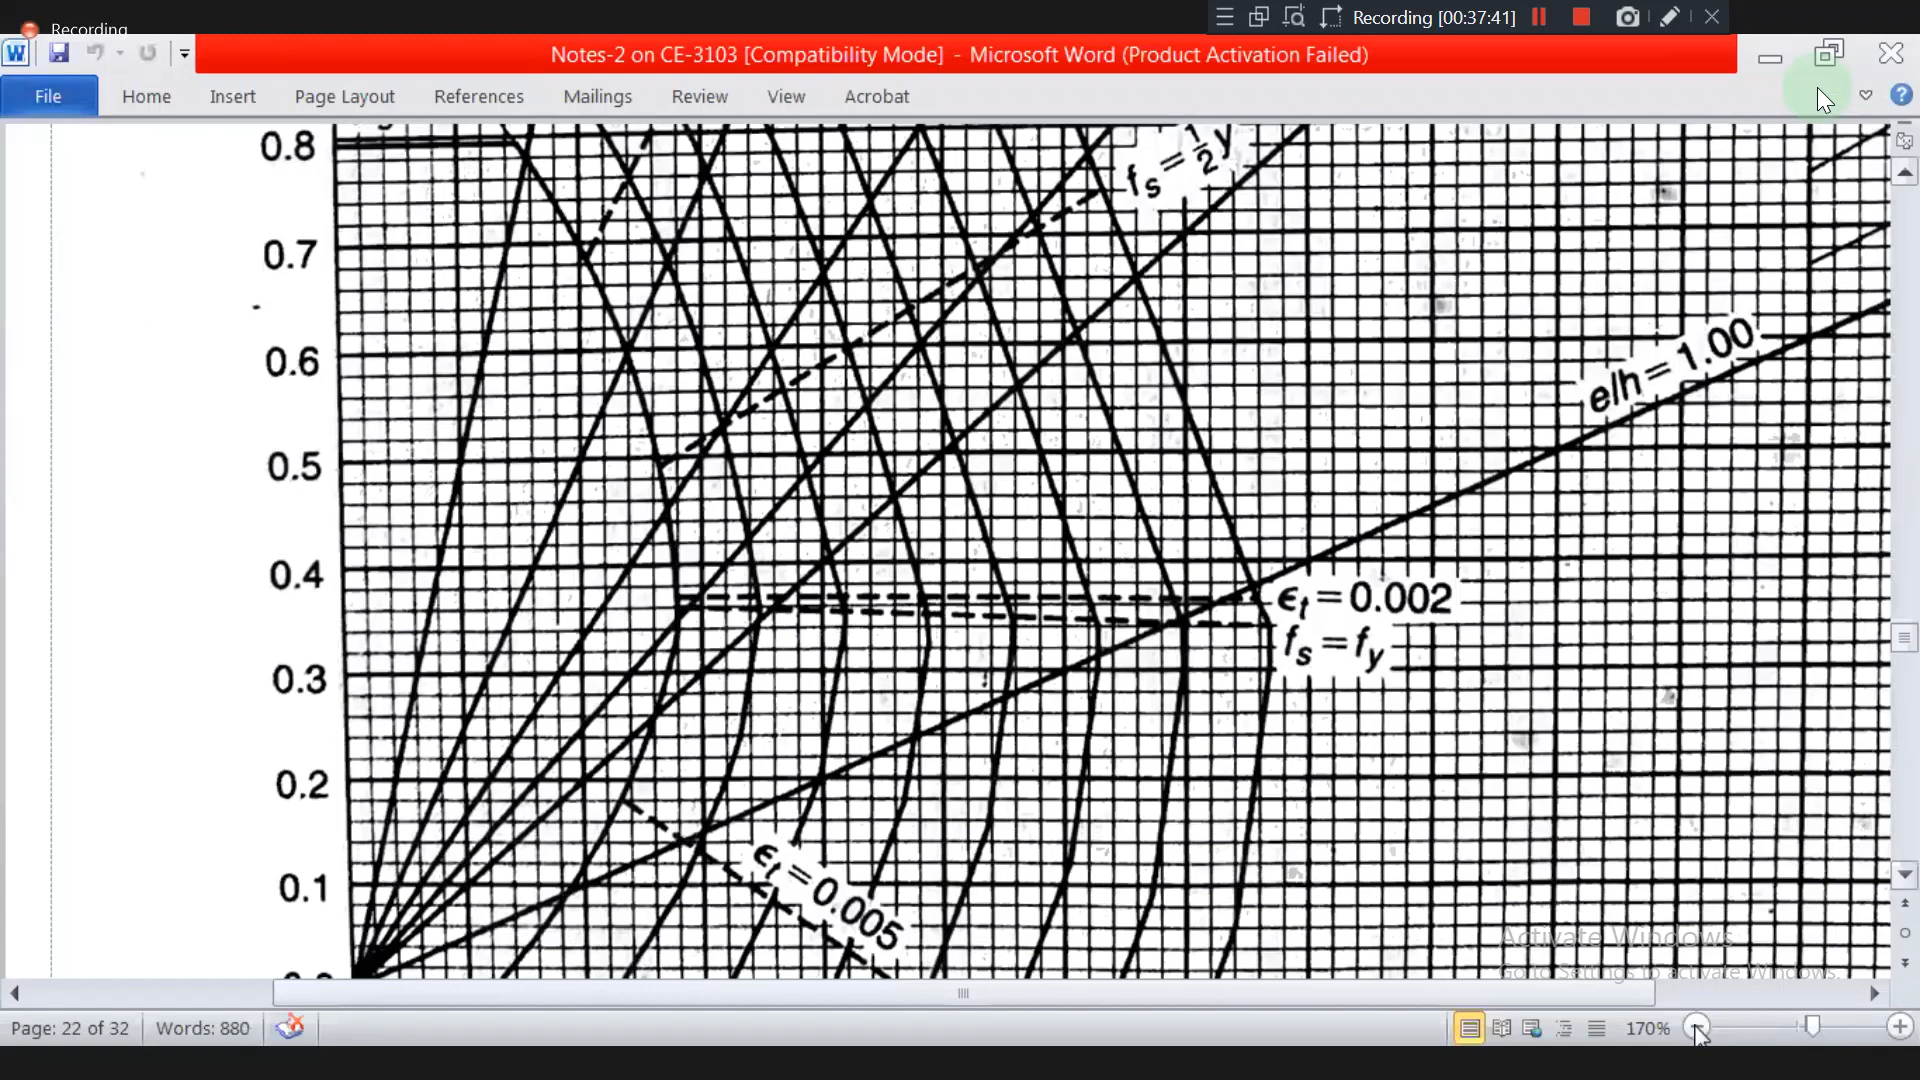 Recording
Recording [00:37:41]
Notes-2 on CE-3103 [Compatibility Mode] - Microsoft Word (Product Activation Failed)
File Home Insert Page Layout References Mailings Review View Acrobat
0.8
fs = 1/2 y
0.7
0.6
e/h = 1.00
0.5
0.4
ϵt = 0.002
fs = fy
0.3
0.2
ϵt = 0.005
0.1
Activate Windows
Go to Settings to activate Windows.
Page: 22 of 32 Words: 880 170%